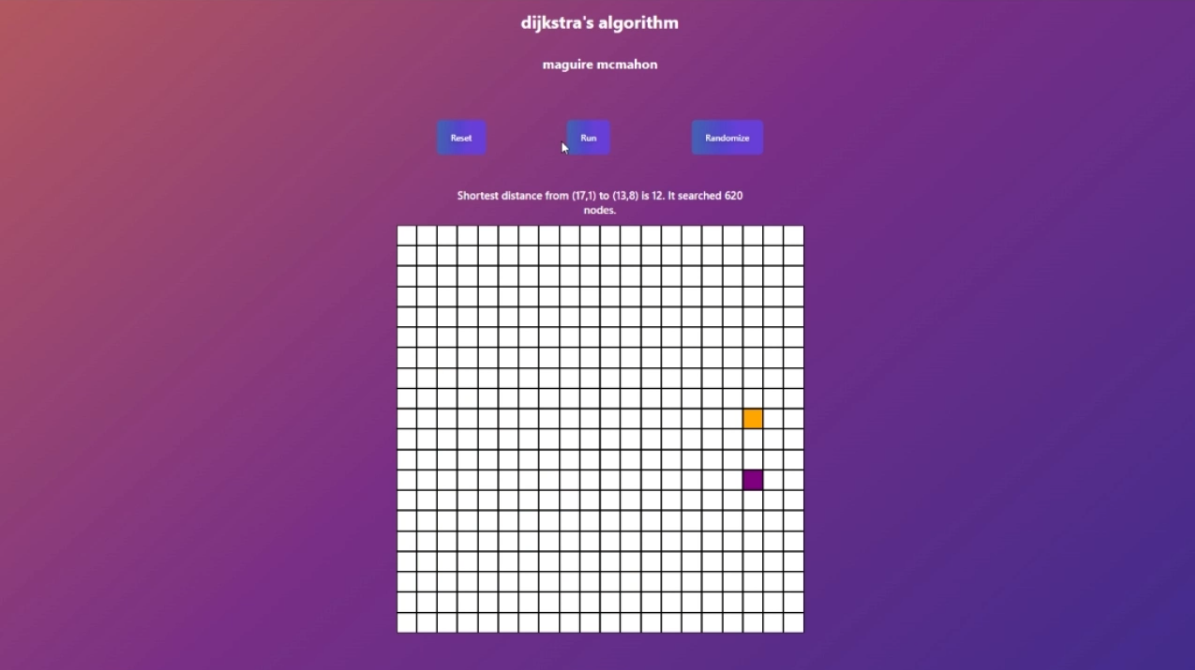 dijkstra's algorithm
maguire mcmahon
Reset
Run
Randomize
Shortest distance from (17,1) to (13,8) is 12. It searched 620
nodes.